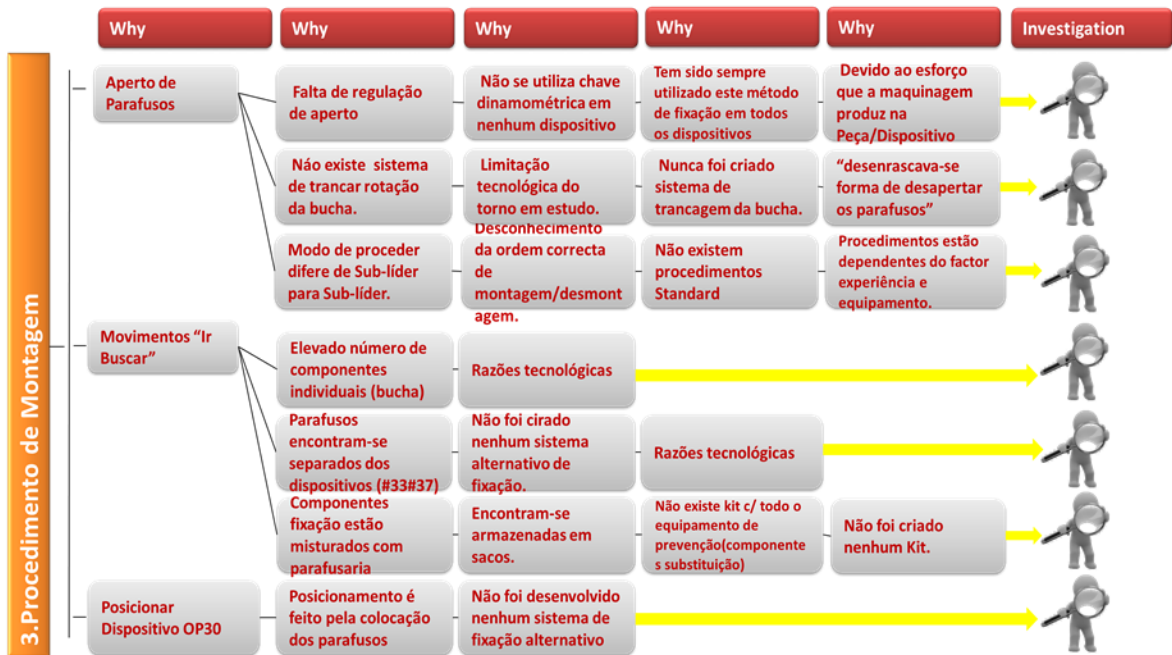 Why
Why
Why
Why
Why
Investigation
3.Procedimento de Montagem
Aperto de
Parafusos
Falta de regulação
de aperto
Não se utiliza chave
dinamométrica em
nenhum dispositivo
Tem sido sempre
utilizado este método
de fixação em todos
os dispositivos
Devido ao esforço
que a maquinagem
produz na
Peça/Dispositivo
Náo existe sistema
de trancar rotação
da bucha.
Limitação
tecnológica do
torno em estudo.
Nunca foi criado
sistema de
trancagem da bucha.
“desenrascava-se
forma de desapertar
os parafusos”
Modo de proceder
difere de Sub-líder
para Sub-líder.
Desconhecimento
da ordem correcta
de
montagem/desmont
agem.
Não existem
procedimentos
Standard
Procedimentos estão
dependentes do factor
experiência e
equipamento.
Movimentos “Ir
Buscar”
Elevado número de
componentes
individuais (bucha)
Razões tecnológicas
Parafusos
encontram-se
separados dos
dispositivos (#33#37)
Não foi cirado
nenhum sistema
alternativo de
fixação.
Razões tecnológicas
Componentes
fixação estão
misturados com
parafusaria
Encontram-se
armazenadas em
sacos.
Não existe kit c/ todo o
equipamento de
prevenção(componente
s substituição)
Não foi criado
nenhum Kit.
Posicionar
Dispositivo OP30
Posicionamento é
feito pela colocação
dos parafusos
Não foi desenvolvido
nenhum sistema de
fixação alternativo